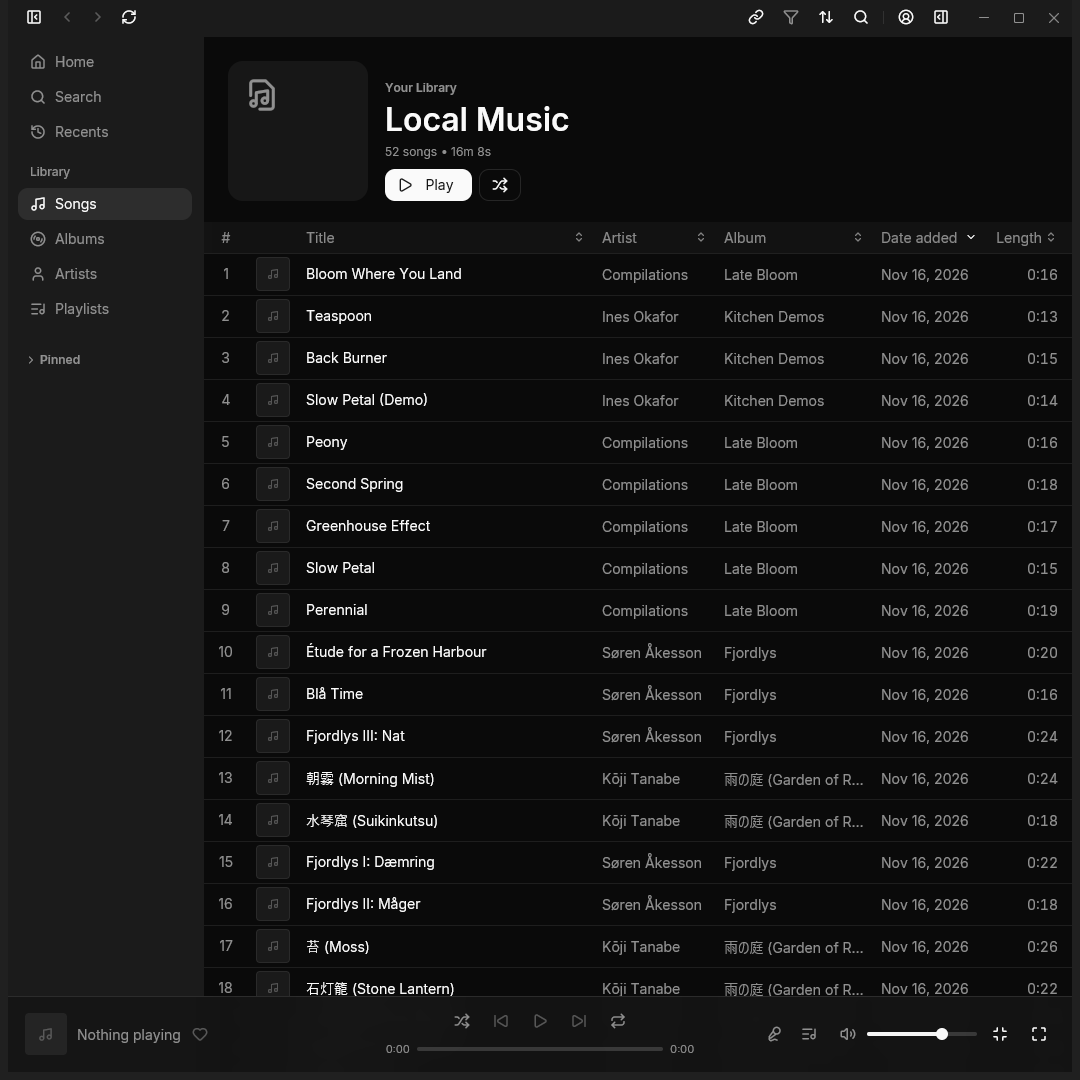 Home
Search
Recents
Library
Songs
Albums
Artists
Playlists
Pinned
Your Library
Local Music
52 songs • 16m 8s
Play
# Title Artist Album Date added Length
1 Bloom Where You Land Compilations Late Bloom Nov 16, 2026 0:16
2 Teaspoon Ines Okafor Kitchen Demos Nov 16, 2026 0:13
3 Back Burner Ines Okafor Kitchen Demos Nov 16, 2026 0:15
4 Slow Petal (Demo) Ines Okafor Kitchen Demos Nov 16, 2026 0:14
5 Peony Compilations Late Bloom Nov 16, 2026 0:16
6 Second Spring Compilations Late Bloom Nov 16, 2026 0:18
7 Greenhouse Effect Compilations Late Bloom Nov 16, 2026 0:17
8 Slow Petal Compilations Late Bloom Nov 16, 2026 0:15
9 Perennial Compilations Late Bloom Nov 16, 2026 0:19
10 Étude for a Frozen Harbour Søren Åkesson Fjordlys Nov 16, 2026 0:20
11 Blå Time Søren Åkesson Fjordlys Nov 16, 2026 0:16
12 Fjordlys III: Nat Søren Åkesson Fjordlys Nov 16, 2026 0:24
13 朝霧 (Morning Mist) Kōji Tanabe 雨の庭 (Garden of R... Nov 16, 2026 0:24
14 水琴窟 (Suikinkutsu) Kōji Tanabe 雨の庭 (Garden of R... Nov 16, 2026 0:18
15 Fjordlys I: Dæmring Søren Åkesson Fjordlys Nov 16, 2026 0:22
16 Fjordlys II: Måger Søren Åkesson Fjordlys Nov 16, 2026 0:18
17 苔 (Moss) Kōji Tanabe 雨の庭 (Garden of R... Nov 16, 2026 0:26
18 石灯籠 (Stone Lantern) Kōji Tanabe 雨の庭 (Garden of R... Nov 16, 2026 0:22
Nothing playing
0:00 0:00